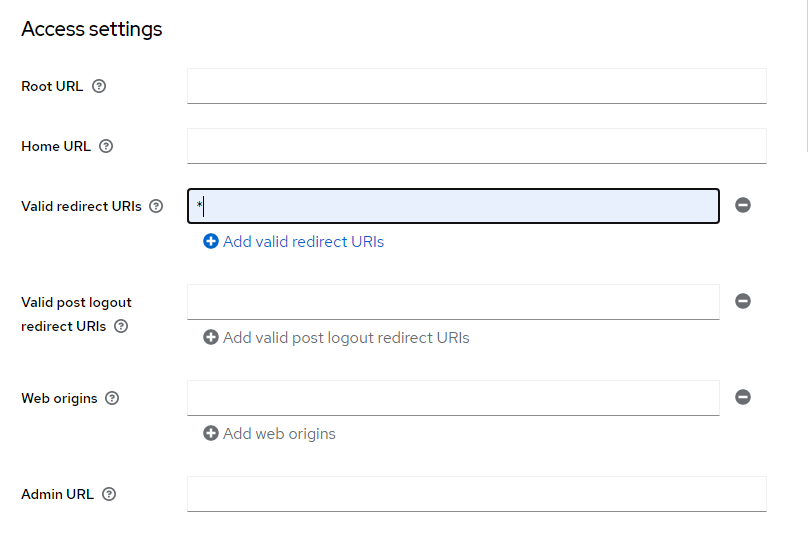 Access settings
Root URL
Home URL
Valid redirect URIs
*
Add valid redirect URIs
Valid post logout
redirect URIs
Add valid post logout redirect URIs
Web origins
Add web origins
Admin URL